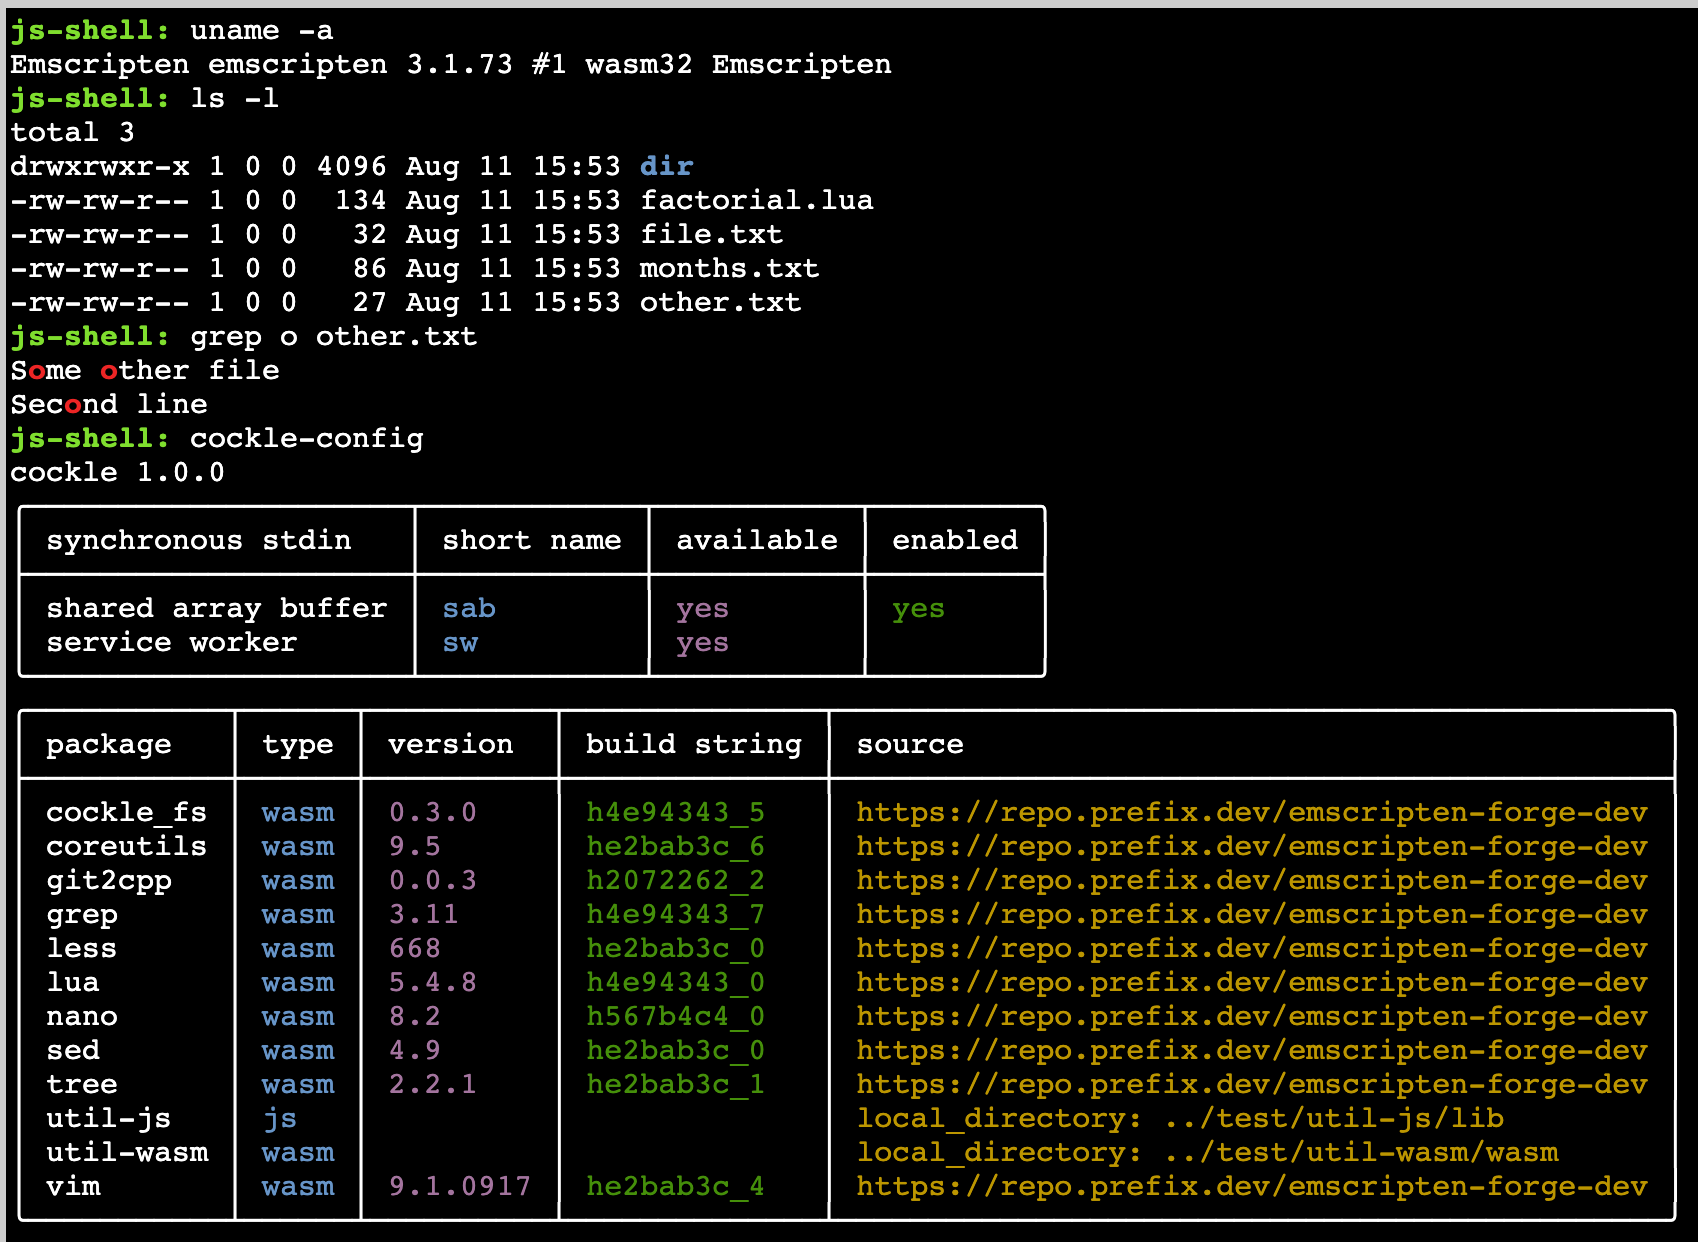 js-shell: uname -a
Emscripten emscripten 3.1.73 #1 wasm32 Emscripten
js-shell: ls -l
total 3
drwxrwxr-x 1 0 0 4096 Aug 11 15:53 dir
-rw-rw-r-- 1 0 0  134 Aug 11 15:53 factorial.lua
-rw-rw-r-- 1 0 0   32 Aug 11 15:53 file.txt
-rw-rw-r-- 1 0 0   86 Aug 11 15:53 months.txt
-rw-rw-r-- 1 0 0   27 Aug 11 15:53 other.txt
js-shell: grep o other.txt
Some other file
Second line
js-shell: cockle-config
cockle 1.0.0
synchronous stdin short name available enabled
shared array buffer sab yes yes
service worker sw yes
package type version build string source
cockle_fs wasm 0.3.0 h4e94343_5 https://repo.prefix.dev/emscripten-forge-dev
coreutils wasm 9.5 he2bab3c_6 https://repo.prefix.dev/emscripten-forge-dev
git2cpp wasm 0.0.3 h2072262_2 https://repo.prefix.dev/emscripten-forge-dev
grep wasm 3.11 h4e94343_7 https://repo.prefix.dev/emscripten-forge-dev
less wasm 668 he2bab3c_0 https://repo.prefix.dev/emscripten-forge-dev
lua wasm 5.4.8 h4e94343_0 https://repo.prefix.dev/emscripten-forge-dev
nano wasm 8.2 h567b4c4_0 https://repo.prefix.dev/emscripten-forge-dev
sed wasm 4.9 he2bab3c_0 https://repo.prefix.dev/emscripten-forge-dev
tree wasm 2.2.1 he2bab3c_1 https://repo.prefix.dev/emscripten-forge-dev
util-js js local_directory: ../test/util-js/lib
util-wasm wasm local_directory: ../test/util-wasm/wasm
vim wasm 9.1.0917 he2bab3c_4 https://repo.prefix.dev/emscripten-forge-dev